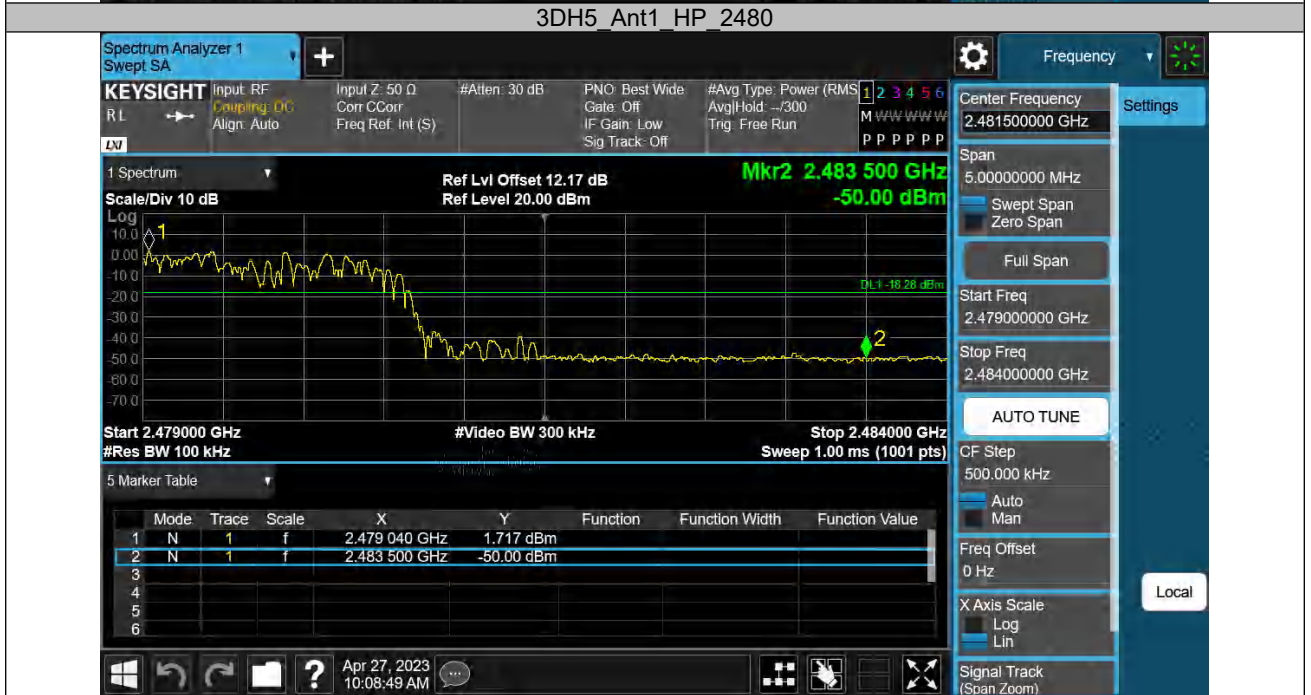 3DH5_Ant1_HP_2480
Spectrum Analyzer 1
Swept SA
+
Frequency
KEYSIGHT
RL
LXI
Input: RF
Coupling: DC
Align: Auto
Input Z: 50 Ω
Corr CCorr
Freq Ref: Int (S)
#Atten: 30 dB
PNO: Best Wide
Gate: Off
IF Gain: Low
Sig Track: Off
#Avg Type: Power (RMS
Avg|Hold: --/300
Trig: Free Run
1 2 3 4 5 6
M W W W W W
P P P P P P
Center Frequency
2.481500000 GHz
Settings
Span
5.00000000 MHz
Swept Span
Zero Span
Full Span
Start Freq
2.479000000 GHz
Stop Freq
2.484000000 GHz
AUTO TUNE
CF Step
500.000 kHz
Auto
Man
Freq Offset
0 Hz
X Axis Scale
Log
Lin
Signal Track
(Span Zoom)
Local
1 Spectrum
Scale/Div 10 dB
Ref Lvl Offset 12.17 dB
Ref Level 20.00 dBm
Mkr2 2.483 500 GHz
-50.00 dBm
Log
10.0
0.00
-10.0
-20.0
-30.0
-40.0
-50.0
-60.0
-70.0
1
2
DL1 -18.28 dBm
Start 2.479000 GHz
#Video BW 300 kHz
Stop 2.484000 GHz
#Res BW 100 kHz
Sweep 1.00 ms (1001 pts)
5 Marker Table
Mode Trace Scale X Y Function Function Width Function Value
1 N 1 f 2.479 040 GHz 1.717 dBm
2 N 1 f 2.483 500 GHz -50.00 dBm
3
4
5
6
?
Apr 27, 2023
10:08:49 AM